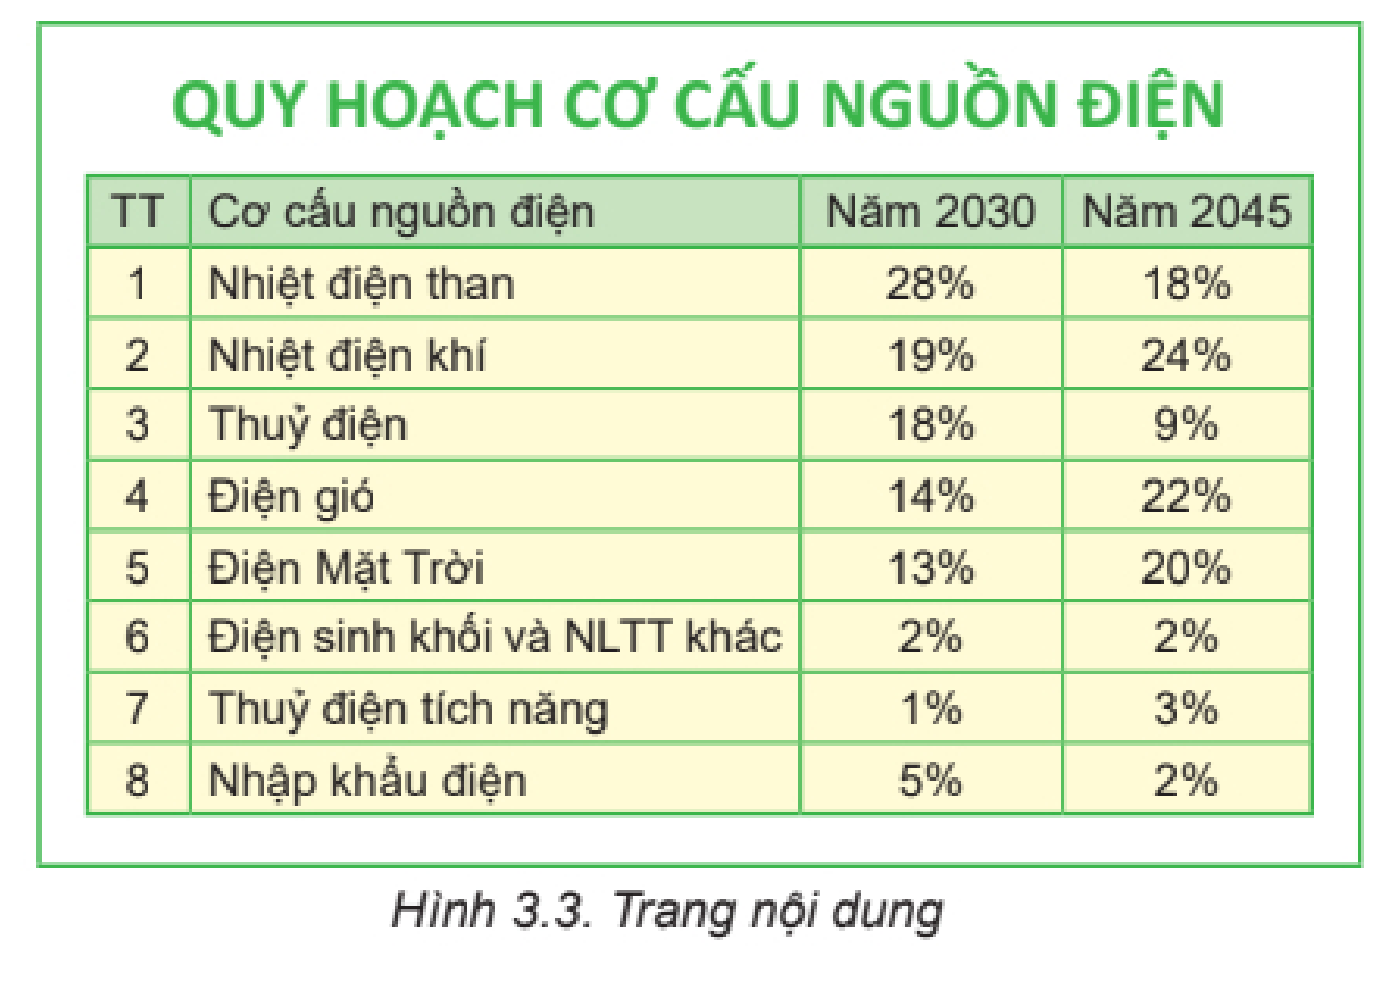 QUY HOẠCH CƠ CẤU NGUỒN ĐIỆN
TT Cơ cấu nguồn điện Năm 2030 Năm 2045
1 Nhiệt điện than 28% 18%
2 Nhiệt điện khí 19% 24%
3 Thuỷ điện 18% 9%
4 Điện gió 14% 22%
5 Điện Mặt Trời 13% 20%
6 Điện sinh khối và NLTT khác 2% 2%
7 Thuỷ điện tích năng 1% 3%
8 Nhập khẩu điện 5% 2%
Hình 3.3. Trang nội dung